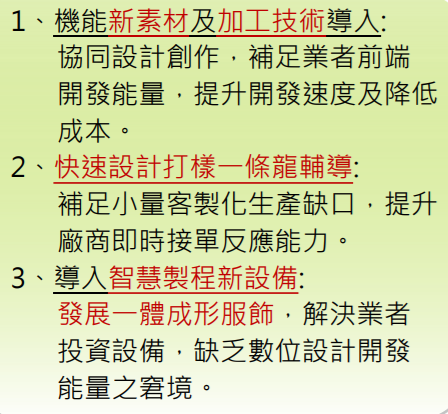 1、機能新素材及加工技術導入:
協同設計創作，補足業者前端
開發能量，提升開發速度及降低
成本。
2、快速設計打樣一條龍輔導:
補足小量客製化生產缺口，提升
廠商即時接單反應能力。
3、導入智慧製程新設備:
發展一體成形服飾，解決業者
投資設備，缺乏數位設計開發
能量之窘境。